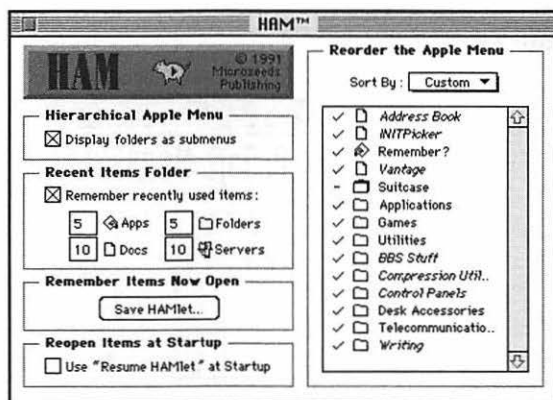 HAM™
HAM
© 1991
Microseeds
Publishing
Hierarchical Apple Menu
Display folders as submenus
Recent Items Folder
Remember recently used items:
5 Apps 5 Folders
10 Docs 10 Servers
Remember Items Now Open
Save HAMlet...
Reopen Items at Startup
Use "Resume HAMlet" at Startup
Reorder the Apple Menu
Sort By: Custom
Address Book
INITPicker
Remember?
Vantage
Suitcase
Applications
Games
Utilities
BBS Stuff
Compression Util..
Control Panels
Desk Accessories
Telecommunicatio..
Writing